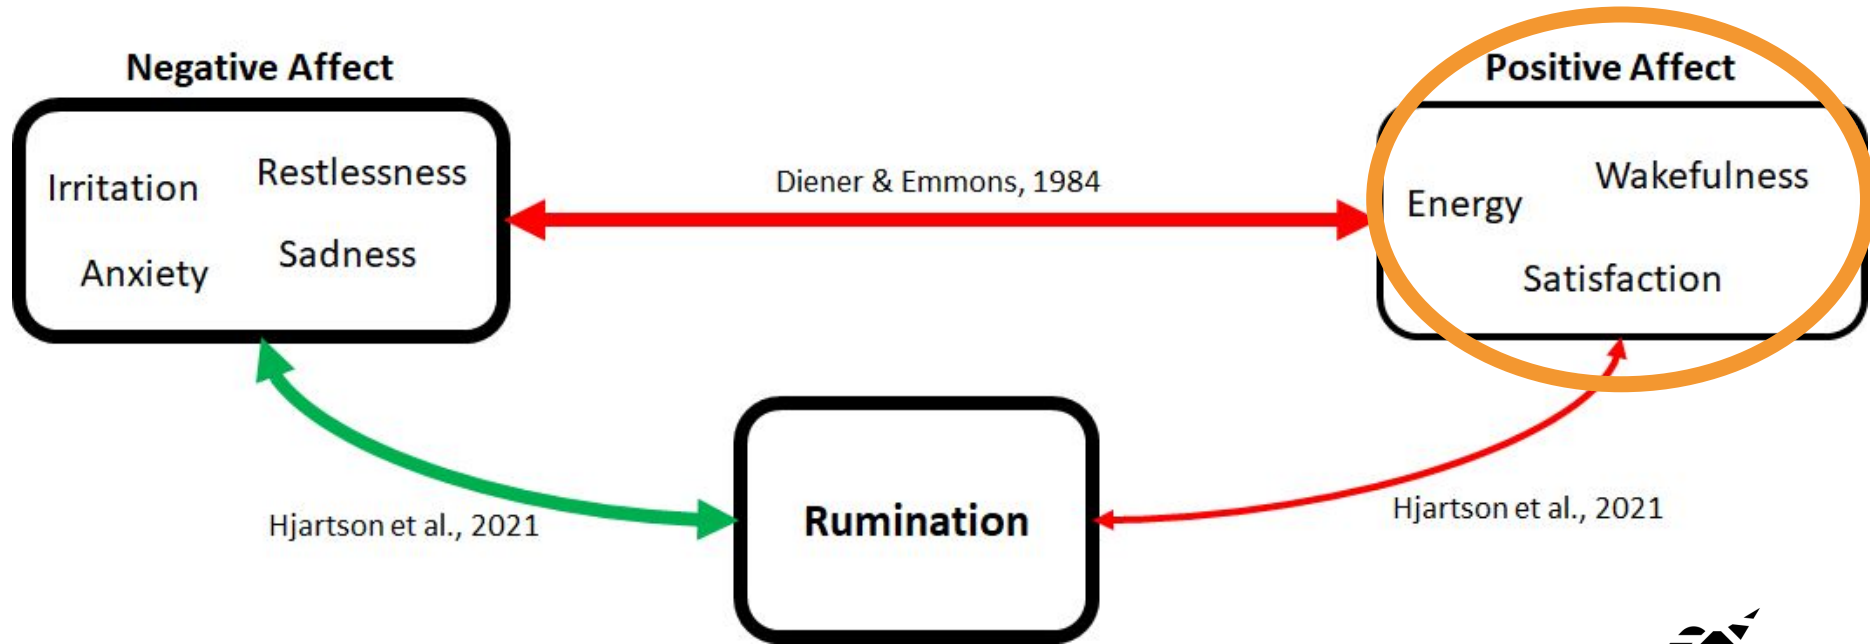 Negative Affect
Positive Affect
Irritation
Restlessness
Anxiety
Sadness
Diener & Emmons, 1984
Energy
Wakefulness
Satisfaction
Hjartson et al., 2021
Rumination
Hjartson et al., 2021